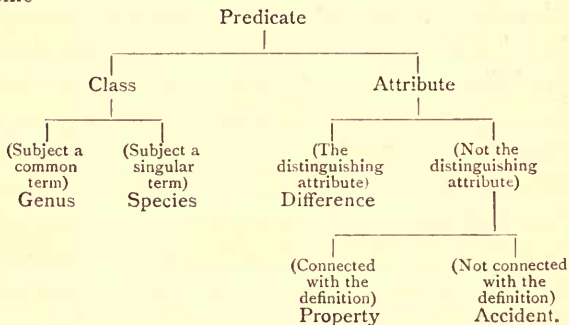 Predicate
Class Attribute
(Subject a (Subject a (The (Not the
common singular distinguishing distinguishing
term) term) attribute) attribute)
Genus Species Difference
(Connected (Not connected
with the with the
definition) definition)
Property Accident.